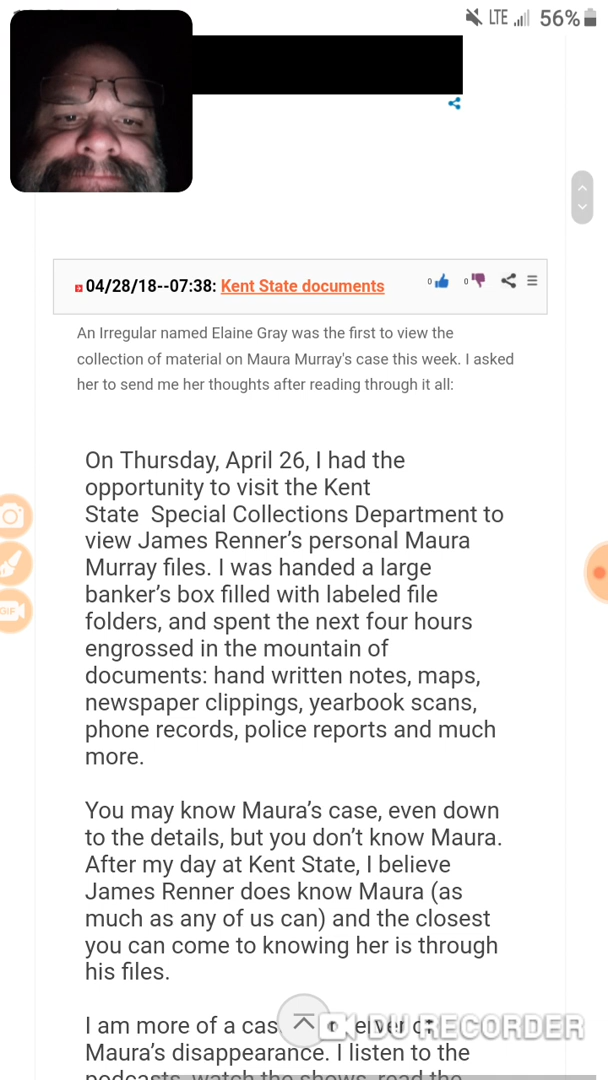 LTE 56%
04/28/18--07:38: Kent State documents
0 0
An Irregular named Elaine Gray was the first to view the
collection of material on Maura Murray's case this week. I asked
her to send me her thoughts after reading through it all:
On Thursday, April 26, I had the
opportunity to visit the Kent
State Special Collections Department to
view James Renner’s personal Maura
Murray files. I was handed a large
banker’s box filled with labeled file
folders, and spent the next four hours
engrossed in the mountain of
documents: hand written notes, maps,
newspaper clippings, yearbook scans,
phone records, police reports and much
more.
You may know Maura’s case, even down
to the details, but you don’t know Maura.
After my day at Kent State, I believe
James Renner does know Maura (as
much as any of us can) and the closest
you can come to knowing her is through
his files.
GIF
I am more of a of
DU RECORDER
Maura’s disappearance. I listen to the
podcasts, watch the shows, read the